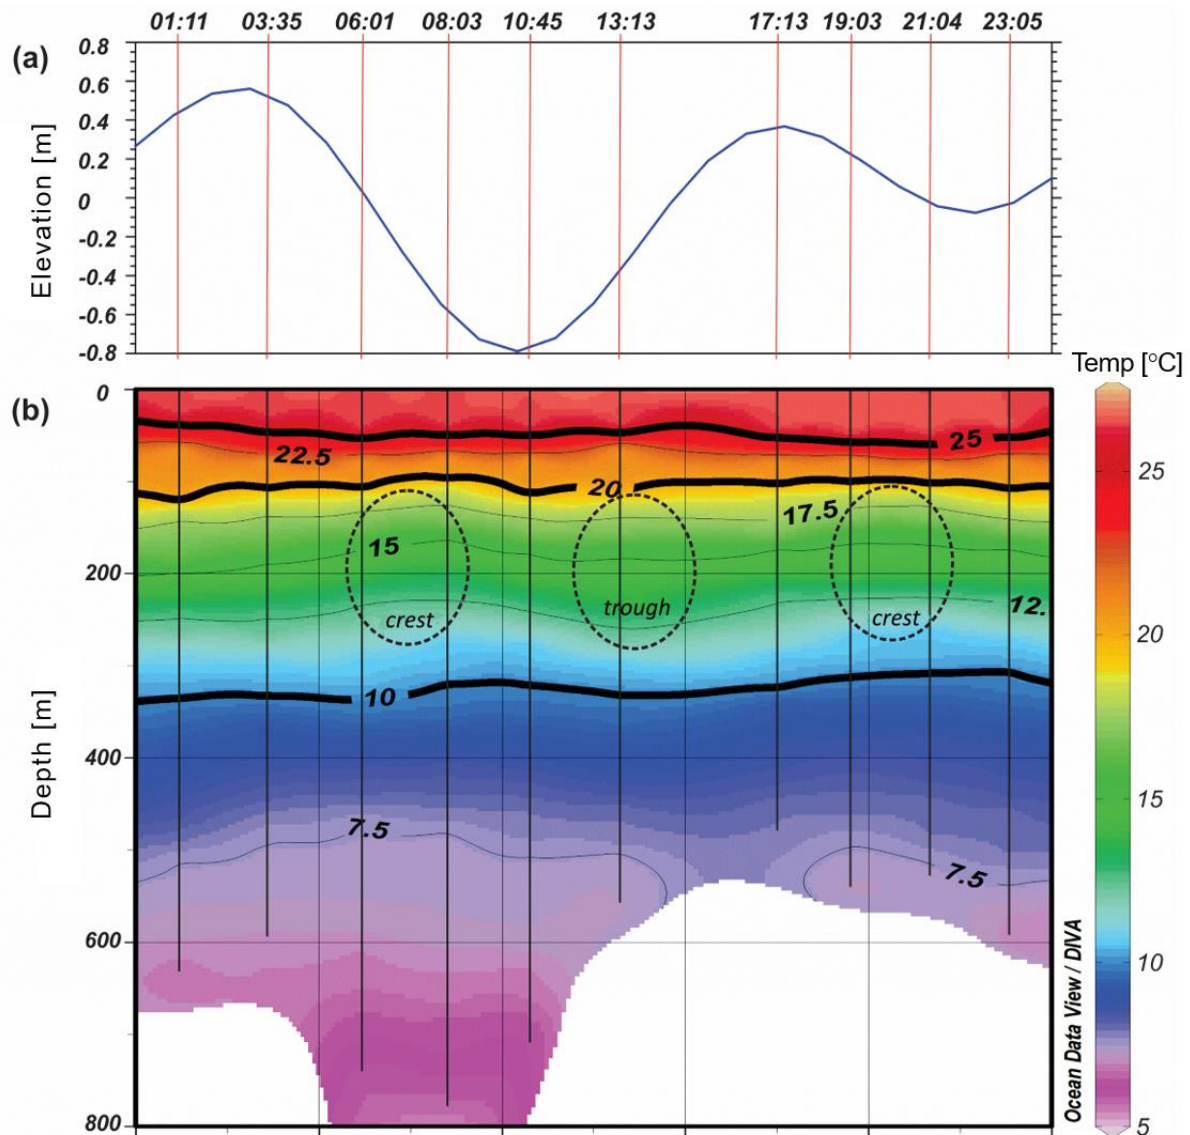 01:11 03:35 06:01 08:03 10:45 13:13 17:13 19:03 21:04 23:05
(a)
Elevation [m]
0.8
0.6
0.4
0.2
0
-0.2
-0.4
-0.6
-0.8
Temp [°C]
(b)
Depth [m]
0
200
400
600
800
25
22.5
20
17.5
15
crest
trough
crest
12.
10
7.5
7.5
25
20
15
10
5
Ocean Data View / DIVA